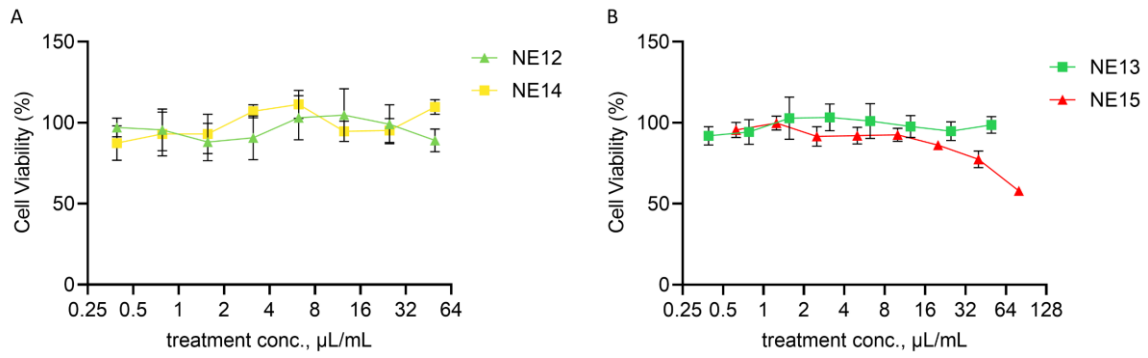 A
150
100
50
0
Cell Viability (%)
0.25 0.5 1 2 4 8 16 32 64
treatment conc., µL/mL
NE12
NE14
B
150
100
50
0
Cell Viability (%)
0.25 0.5 1 2 4 8 16 32 64 128
treatment conc., µL/mL
NE13
NE15